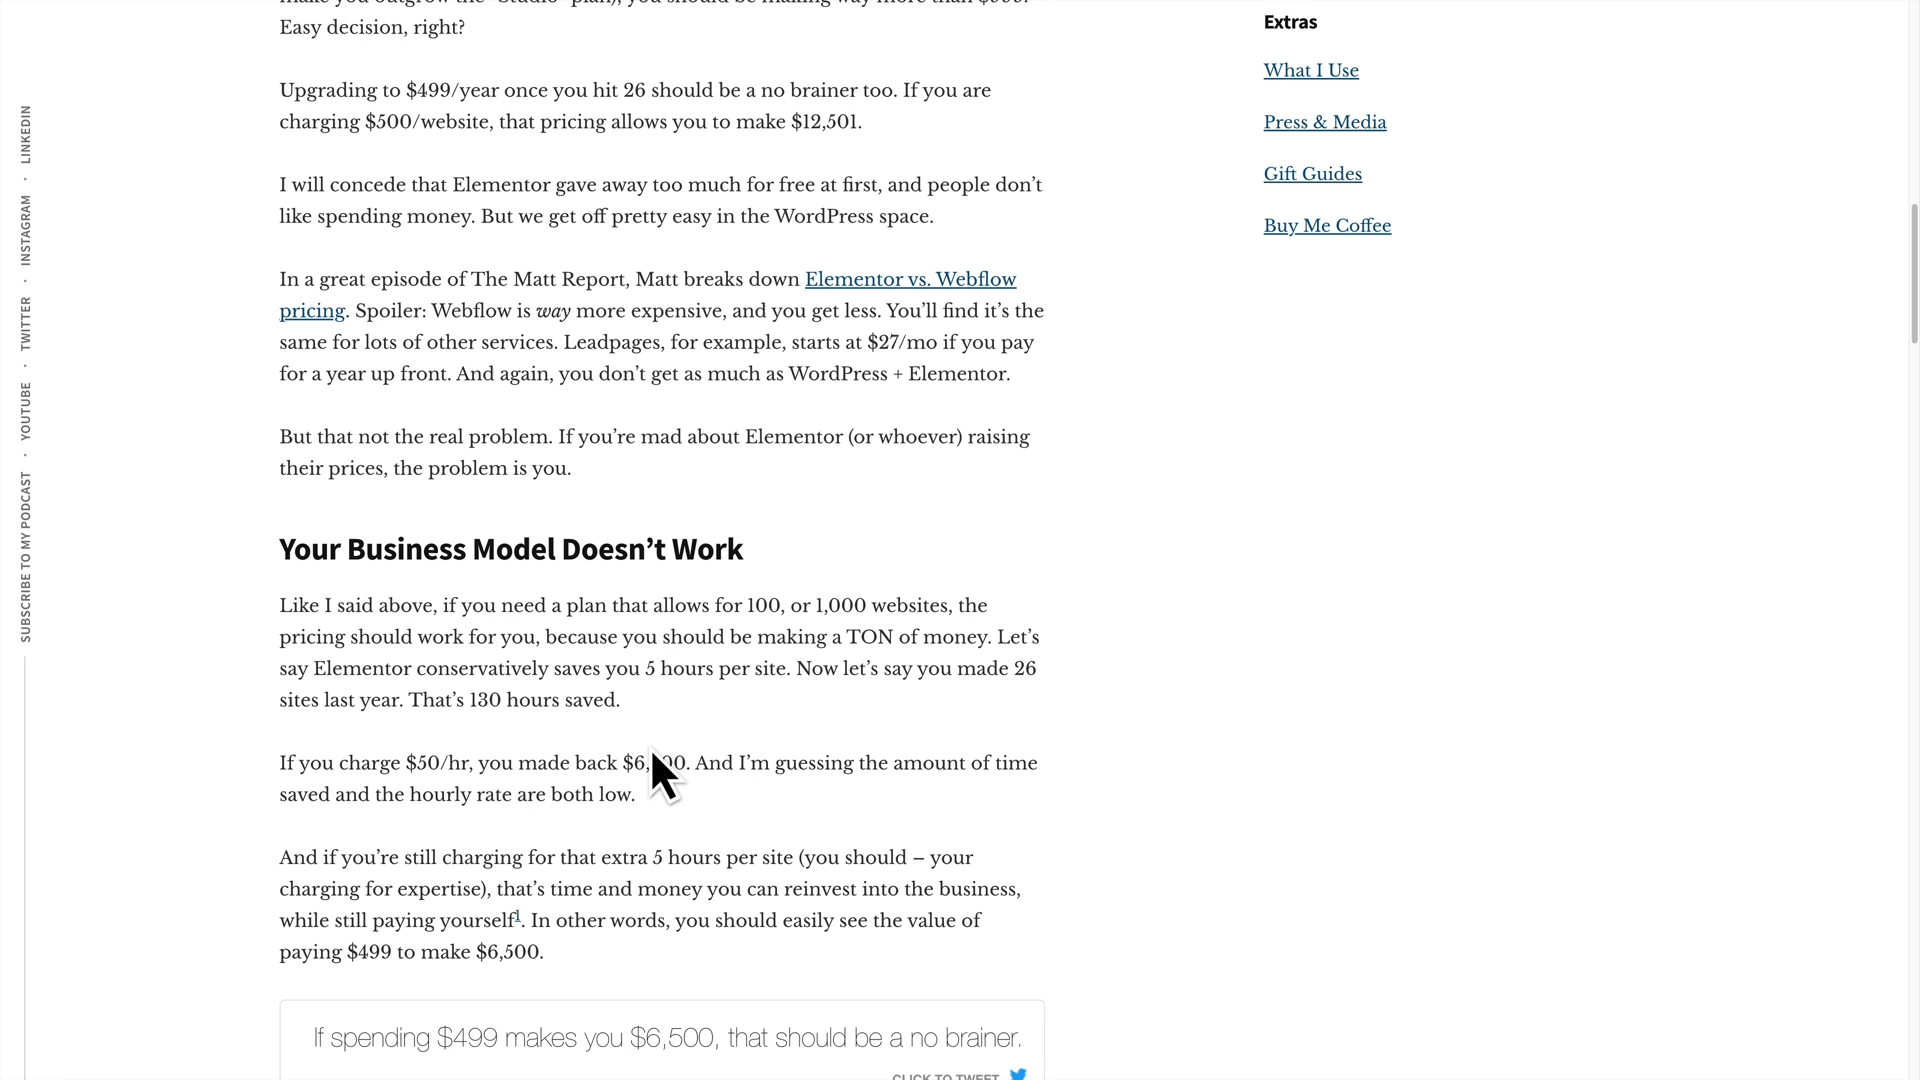 Easy decision, right?
Upgrading to $499/year once you hit 26 should be a no brainer too. If you are
charging $500/website, that pricing allows you to make $12,501.
I will concede that Elementor gave away too much for free at first, and people don’t
like spending money. But we get off pretty easy in the WordPress space.
In a great episode of The Matt Report, Matt breaks down Elementor vs. Webflow
pricing. Spoiler: Webflow is way more expensive, and you get less. You’ll find it’s the
same for lots of other services. Leadpages, for example, starts at $27/mo if you pay
for a year up front. And again, you don’t get as much as WordPress + Elementor.
But that not the real problem. If you’re mad about Elementor (or whoever) raising
their prices, the problem is you.
Your Business Model Doesn’t Work
Like I said above, if you need a plan that allows for 100, or 1,000 websites, the
pricing should work for you, because you should be making a TON of money. Let’s
say Elementor conservatively saves you 5 hours per site. Now let’s say you made 26
sites last year. That’s 130 hours saved.
If you charge $50/hr, you made back And I’m guessing the amount of time
saved and the hourly rate are both low.
And if you’re still charging for that extra 5 hours per site (you should – your
charging for expertise), that’s time and money you can reinvest into the business,
while still paying yourself1. In other words, you should easily see the value of
paying $499 to make $6,500.
If spending $499 makes you $6,500, that should be a no brainer.
CLICK TO TWEET
Extras
What I Use
Press & Media
Gift Guides
Buy Me Coffee
SUBSCRIBE TO MY PODCAST · YOUTUBE · TWITTER · INSTAGRAM · LINKEDIN